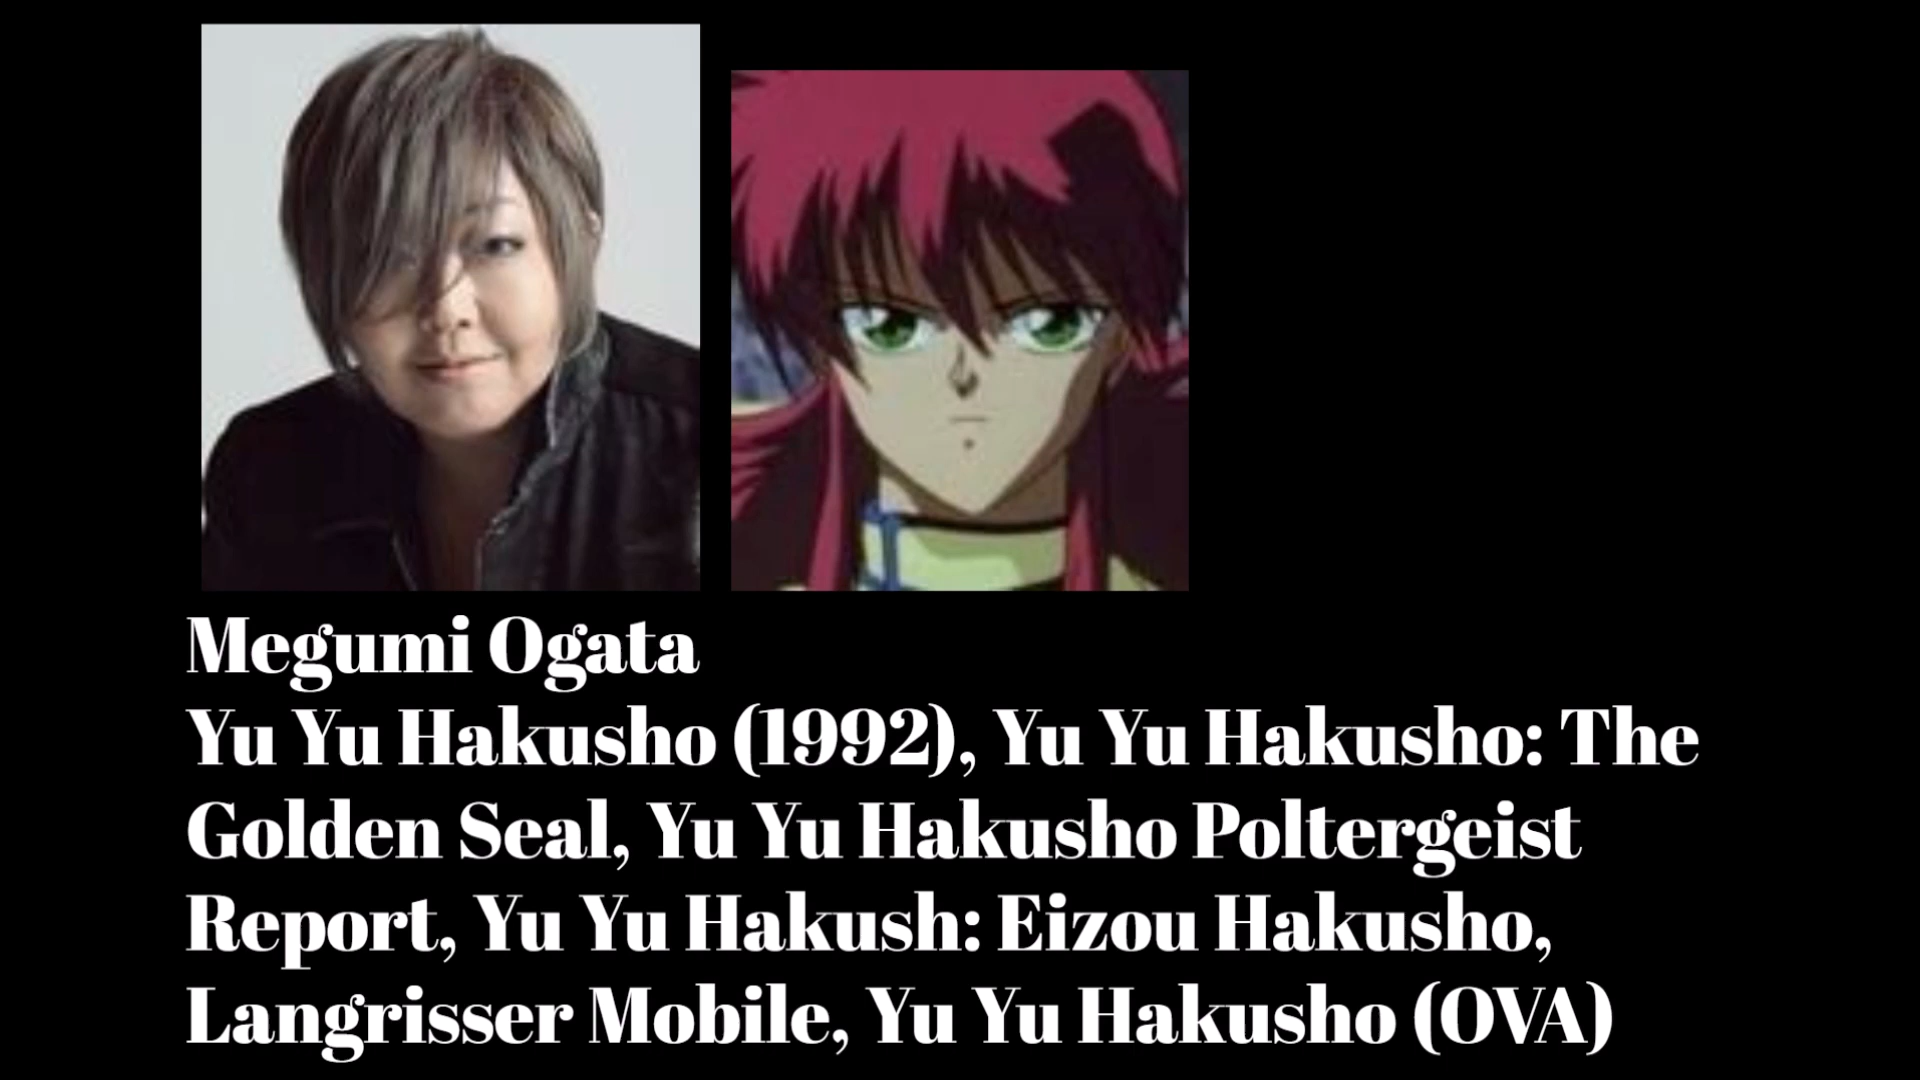 Megumi Ogata
Yu Yu Hakusho (1992), Yu Yu Hakusho: The
Golden Seal, Yu Yu Hakusho Poltergeist
Report, Yu Yu Hakush: Eizou Hakusho,
Langrisser Mobile, Yu Yu Hakusho (OVA)